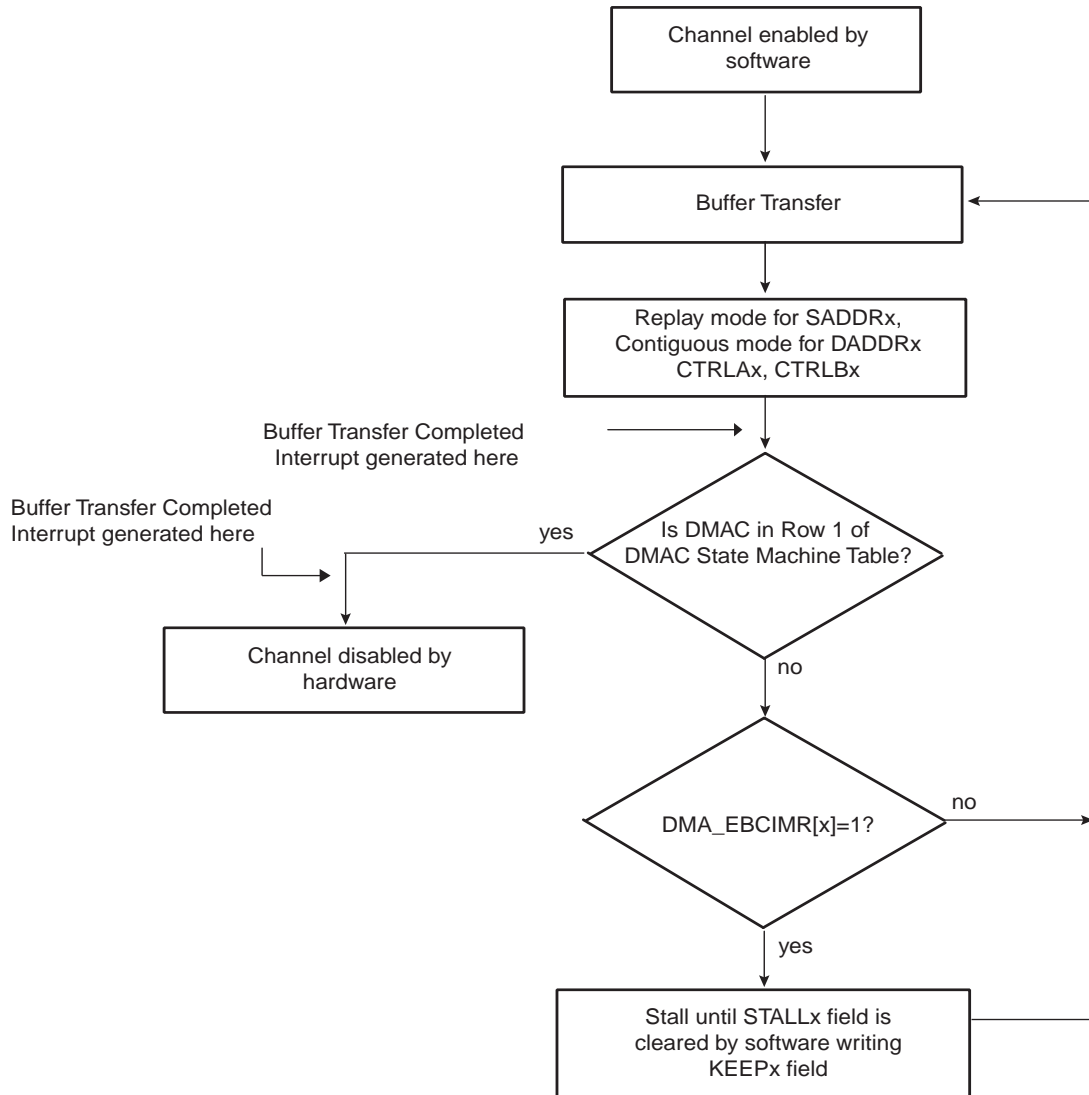 Channel enabled by
software
Buffer Transfer
Replay mode for SADDRx,
Contiguous mode for DADDRx
CTRLAx, CTRLBx
Buffer Transfer Completed
Interrupt generated here
Buffer Transfer Completed
Interrupt generated here
yes
Is DMAC in Row 1 of
DMAC State Machine Table?
Channel disabled by
hardware
no
DMA_EBCIMR[x]=1?
no
yes
Stall until STALLx field is
cleared by software writing
KEEPx field